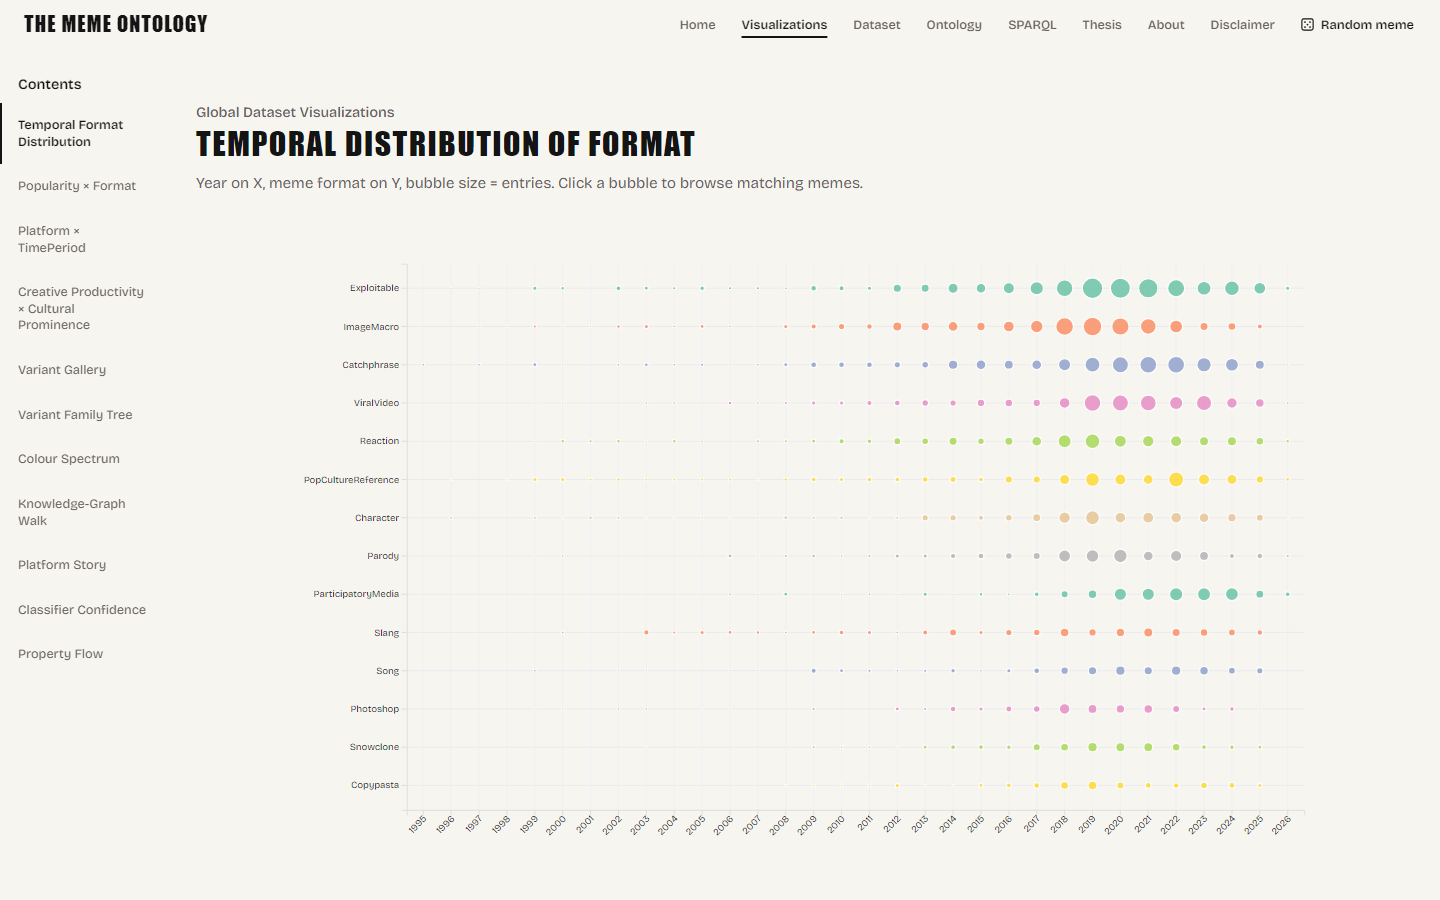 THE MEME ONTOLOGY
Home
Visualizations
Dataset
Ontology
SPARQL
Thesis
About
Disclaimer
Random meme
Contents
Temporal Format
Distribution
Popularity × Format
Platform ×
TimePeriod
Creative Productivity
× Cultural
Prominence
Variant Gallery
Variant Family Tree
Colour Spectrum
Knowledge-Graph
Walk
Platform Story
Classifier Confidence
Property Flow
Global Dataset Visualizations
TEMPORAL DISTRIBUTION OF FORMAT
Year on X, meme format on Y, bubble size = entries. Click a bubble to browse matching memes.
Exploitable
ImageMacro
Catchphrase
ViralVideo
Reaction
PopCultureReference
Character
Parody
ParticipatoryMedia
Slang
Song
Photoshop
Snowclone
Copypasta
1995
1996
1997
1998
1999
2000
2001
2002
2003
2004
2005
2006
2007
2008
2009
2010
2011
2012
2013
2014
2015
2016
2017
2018
2019
2020
2021
2022
2023
2024
2025
2026